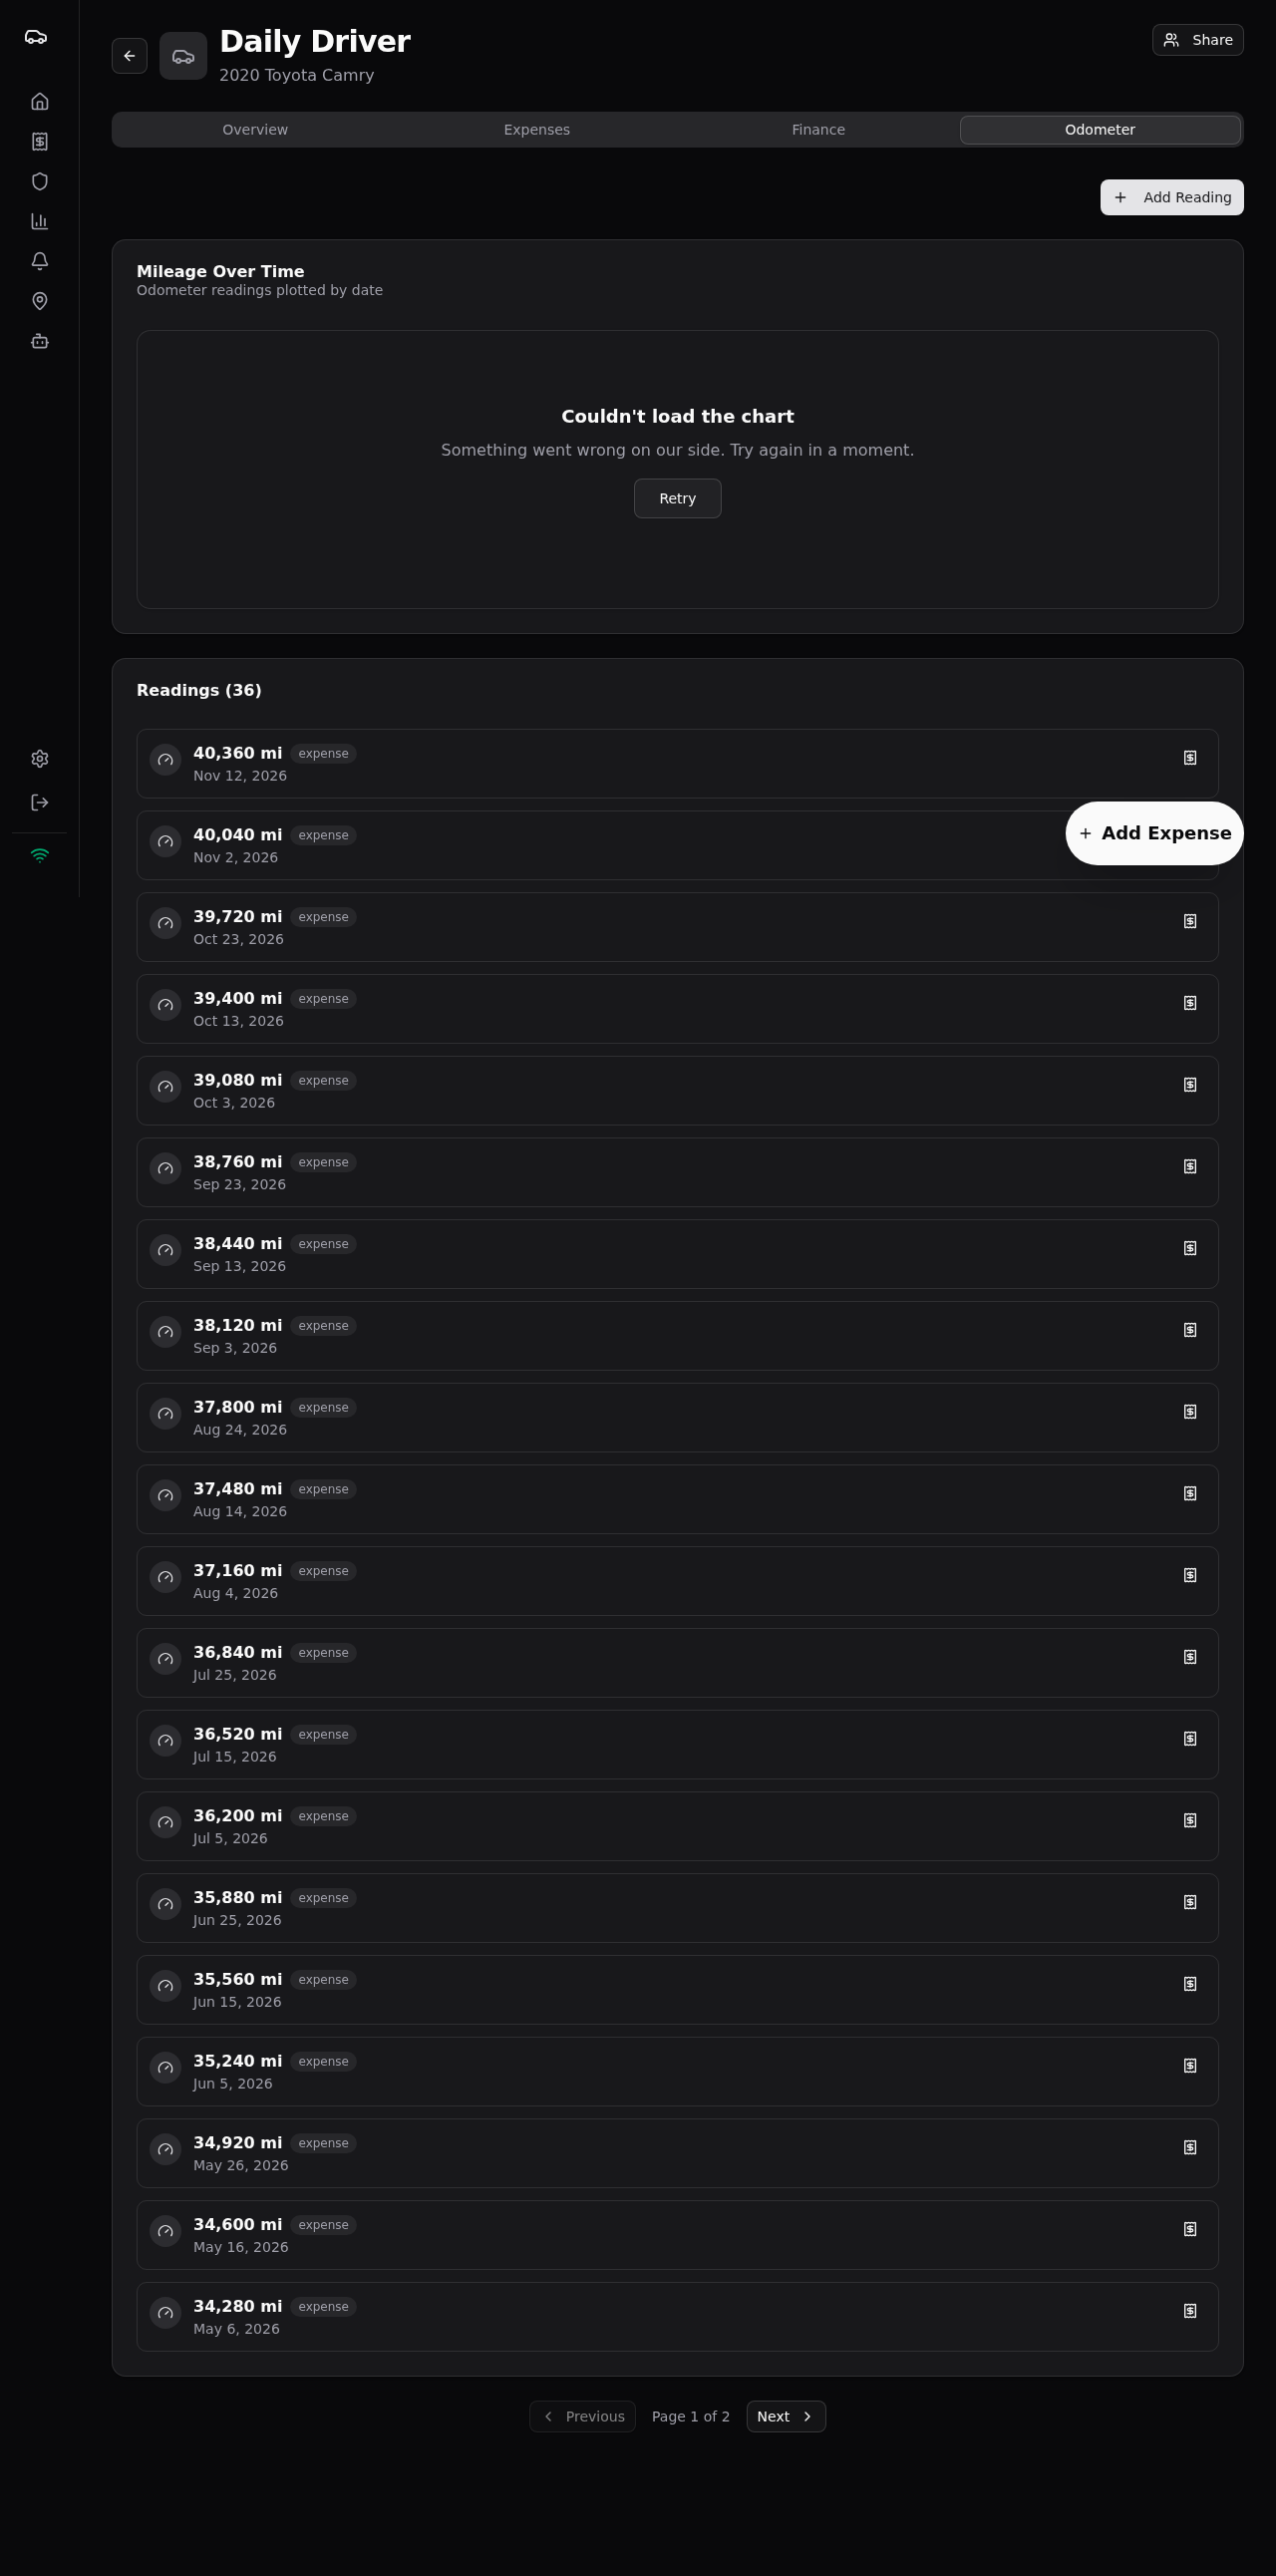 Daily Driver
2020 Toyota Camry
Share
Overview
Expenses
Finance
Odometer
Add Reading
Mileage Over Time
Odometer readings plotted by date
Couldn't load the chart
Something went wrong on our side. Try again in a moment.
Retry
Readings (36)
40,360 mi expense
Nov 12, 2026
40,040 mi expense
Nov 2, 2026
Add Expense
39,720 mi expense
Oct 23, 2026
39,400 mi expense
Oct 13, 2026
39,080 mi expense
Oct 3, 2026
38,760 mi expense
Sep 23, 2026
38,440 mi expense
Sep 13, 2026
38,120 mi expense
Sep 3, 2026
37,800 mi expense
Aug 24, 2026
37,480 mi expense
Aug 14, 2026
37,160 mi expense
Aug 4, 2026
36,840 mi expense
Jul 25, 2026
36,520 mi expense
Jul 15, 2026
36,200 mi expense
Jul 5, 2026
35,880 mi expense
Jun 25, 2026
35,560 mi expense
Jun 15, 2026
35,240 mi expense
Jun 5, 2026
34,920 mi expense
May 26, 2026
34,600 mi expense
May 16, 2026
34,280 mi expense
May 6, 2026
Previous
Page 1 of 2
Next